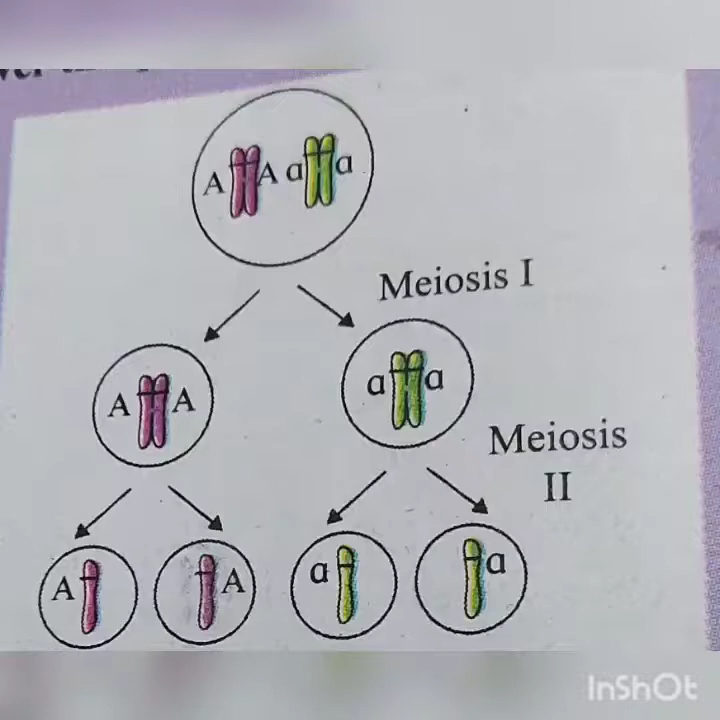 A A a a
Meiosis I
A A
a a
Meiosis
II
A
A
a
a
InShOt